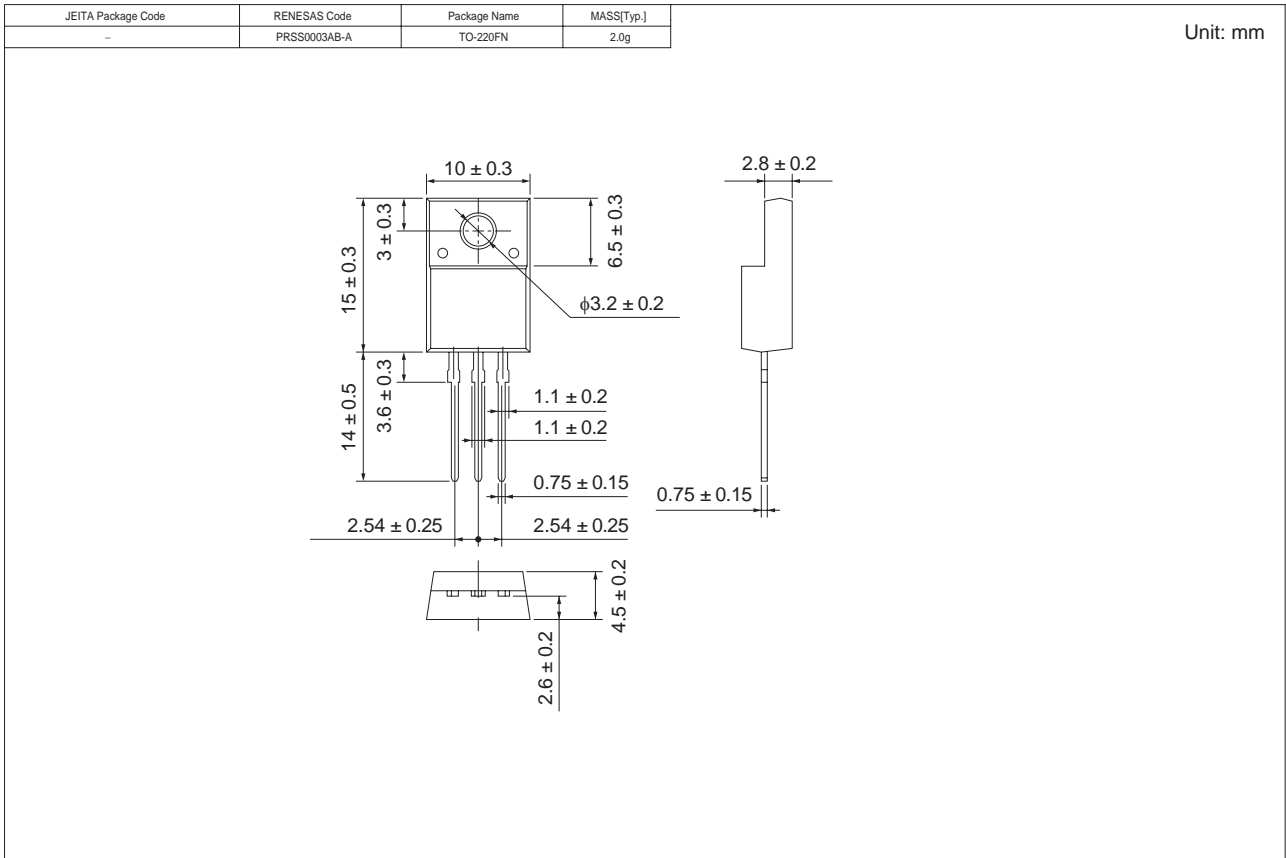 JEITA Package Code RENESAS Code Package Name MASS[Typ.]
– PRSS0003AB-A TO-220FN 2.0g
Unit: mm
10 ± 0.3
2.8 ± 0.2
15 ± 0.3
3 ± 0.3
6.5 ± 0.3
ϕ3.2 ± 0.2
14 ± 0.5
3.6 ± 0.3
1.1 ± 0.2
1.1 ± 0.2
0.75 ± 0.15
0.75 ± 0.15
2.54 ± 0.25
2.54 ± 0.25
4.5 ± 0.2
2.6 ± 0.2